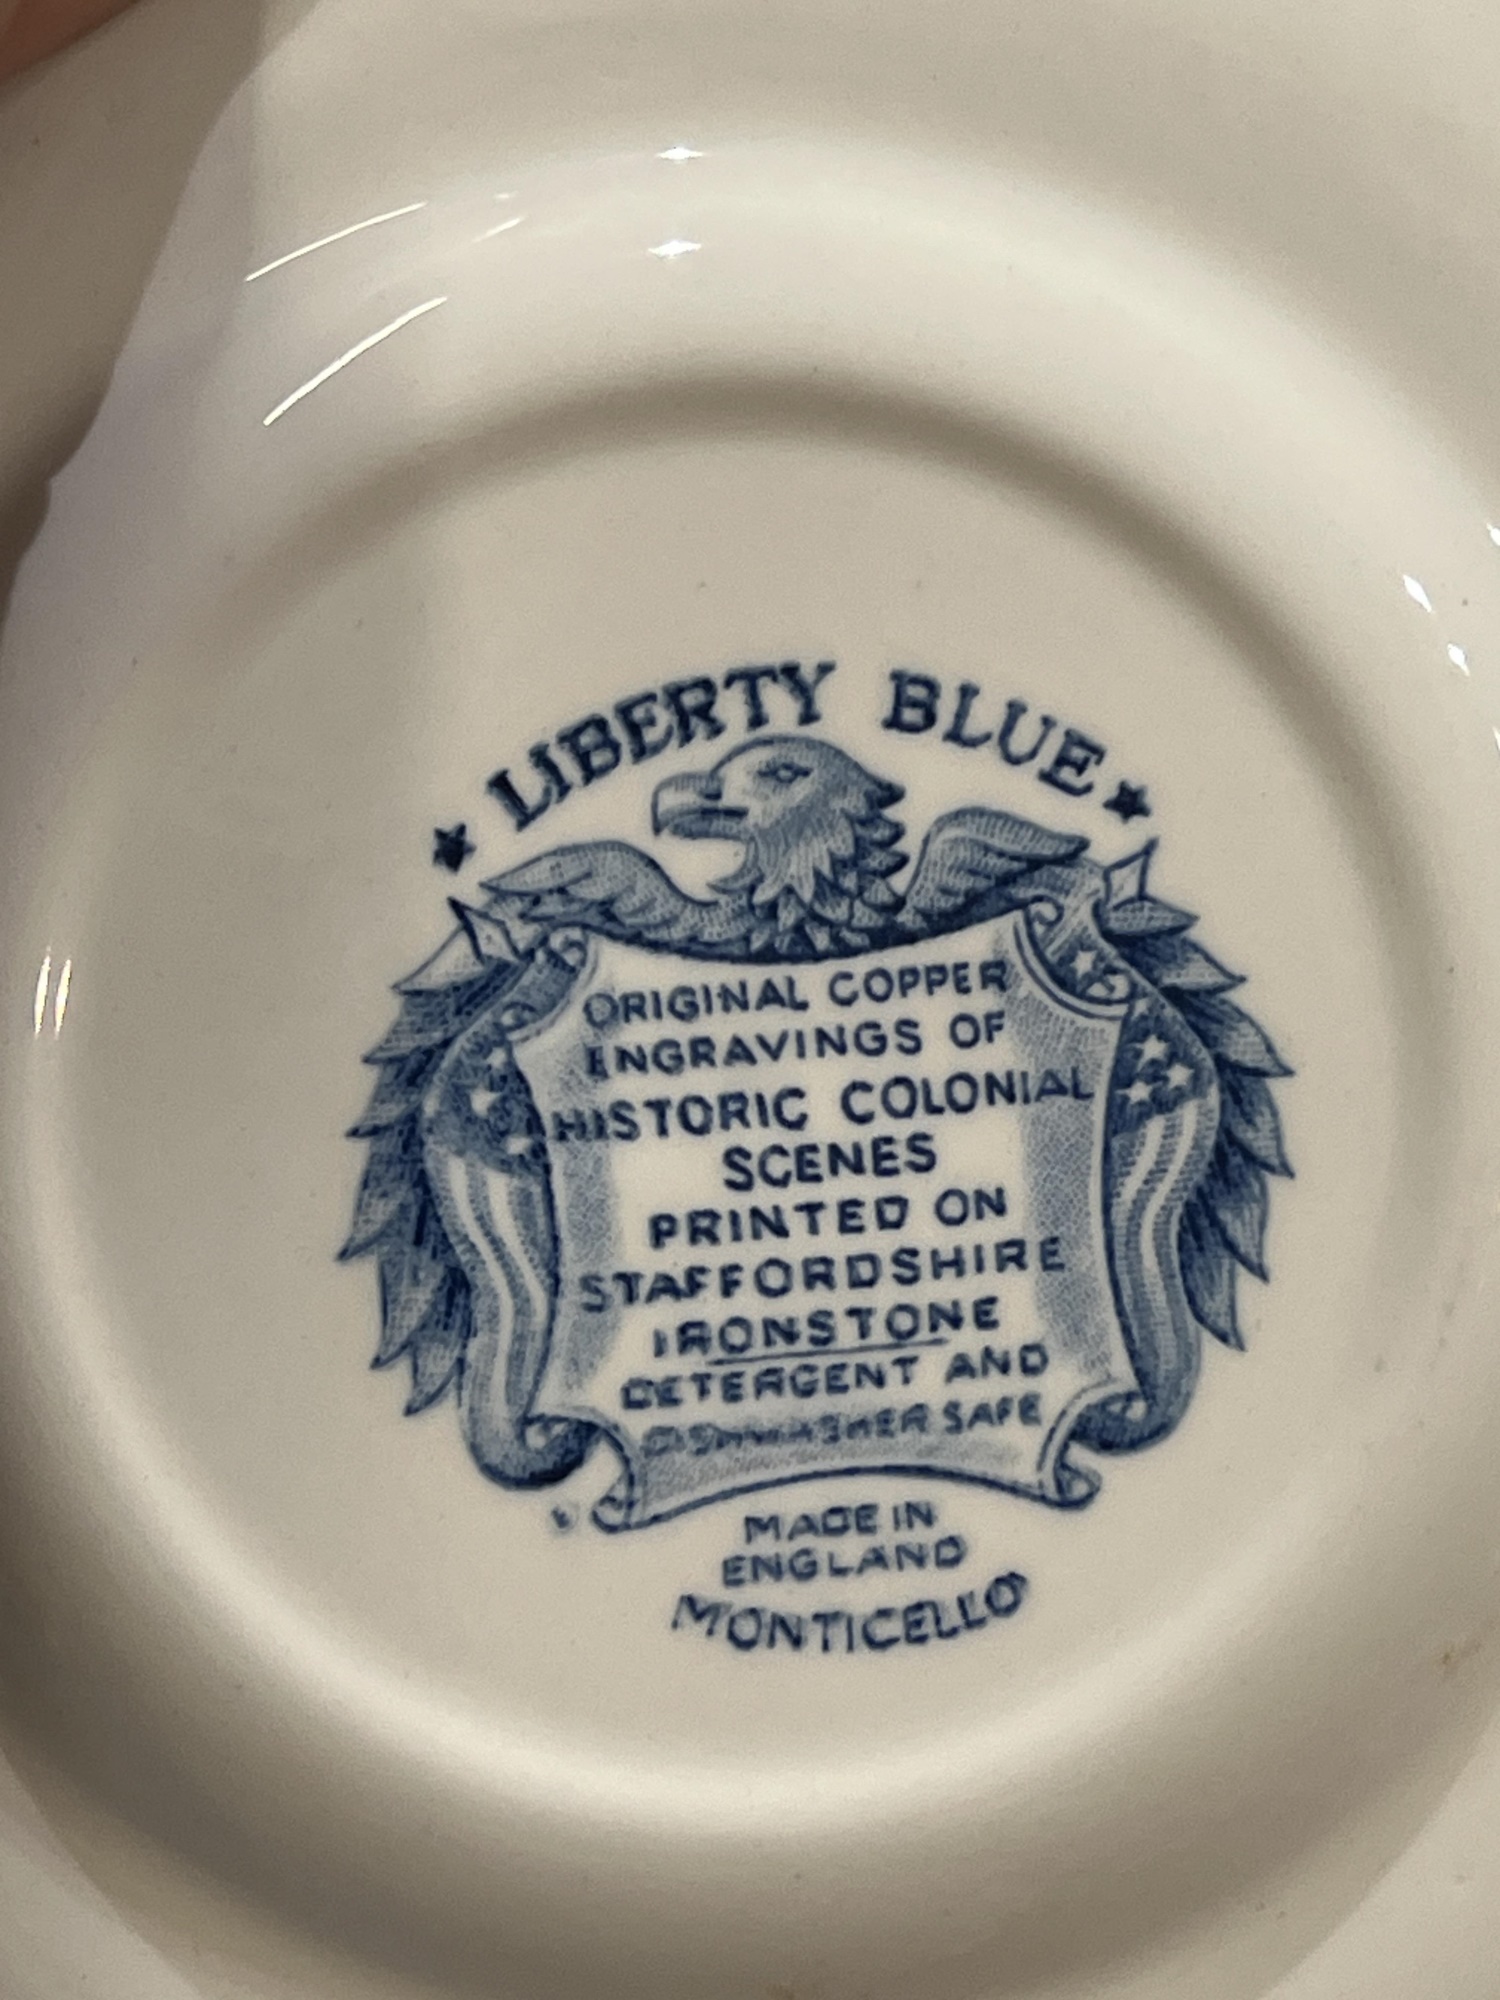 ★ LIBERTY BLUE ★
ORIGINAL COPPER
ENGRAVINGS OF
HISTORIC COLONIAL
SCENES
PRINTED ON
STAFFORDSHIRE
IRONSTONE
DETERGENT AND
DISHWASHER SAFE
MADE IN
ENGLAND
MONTICELLO